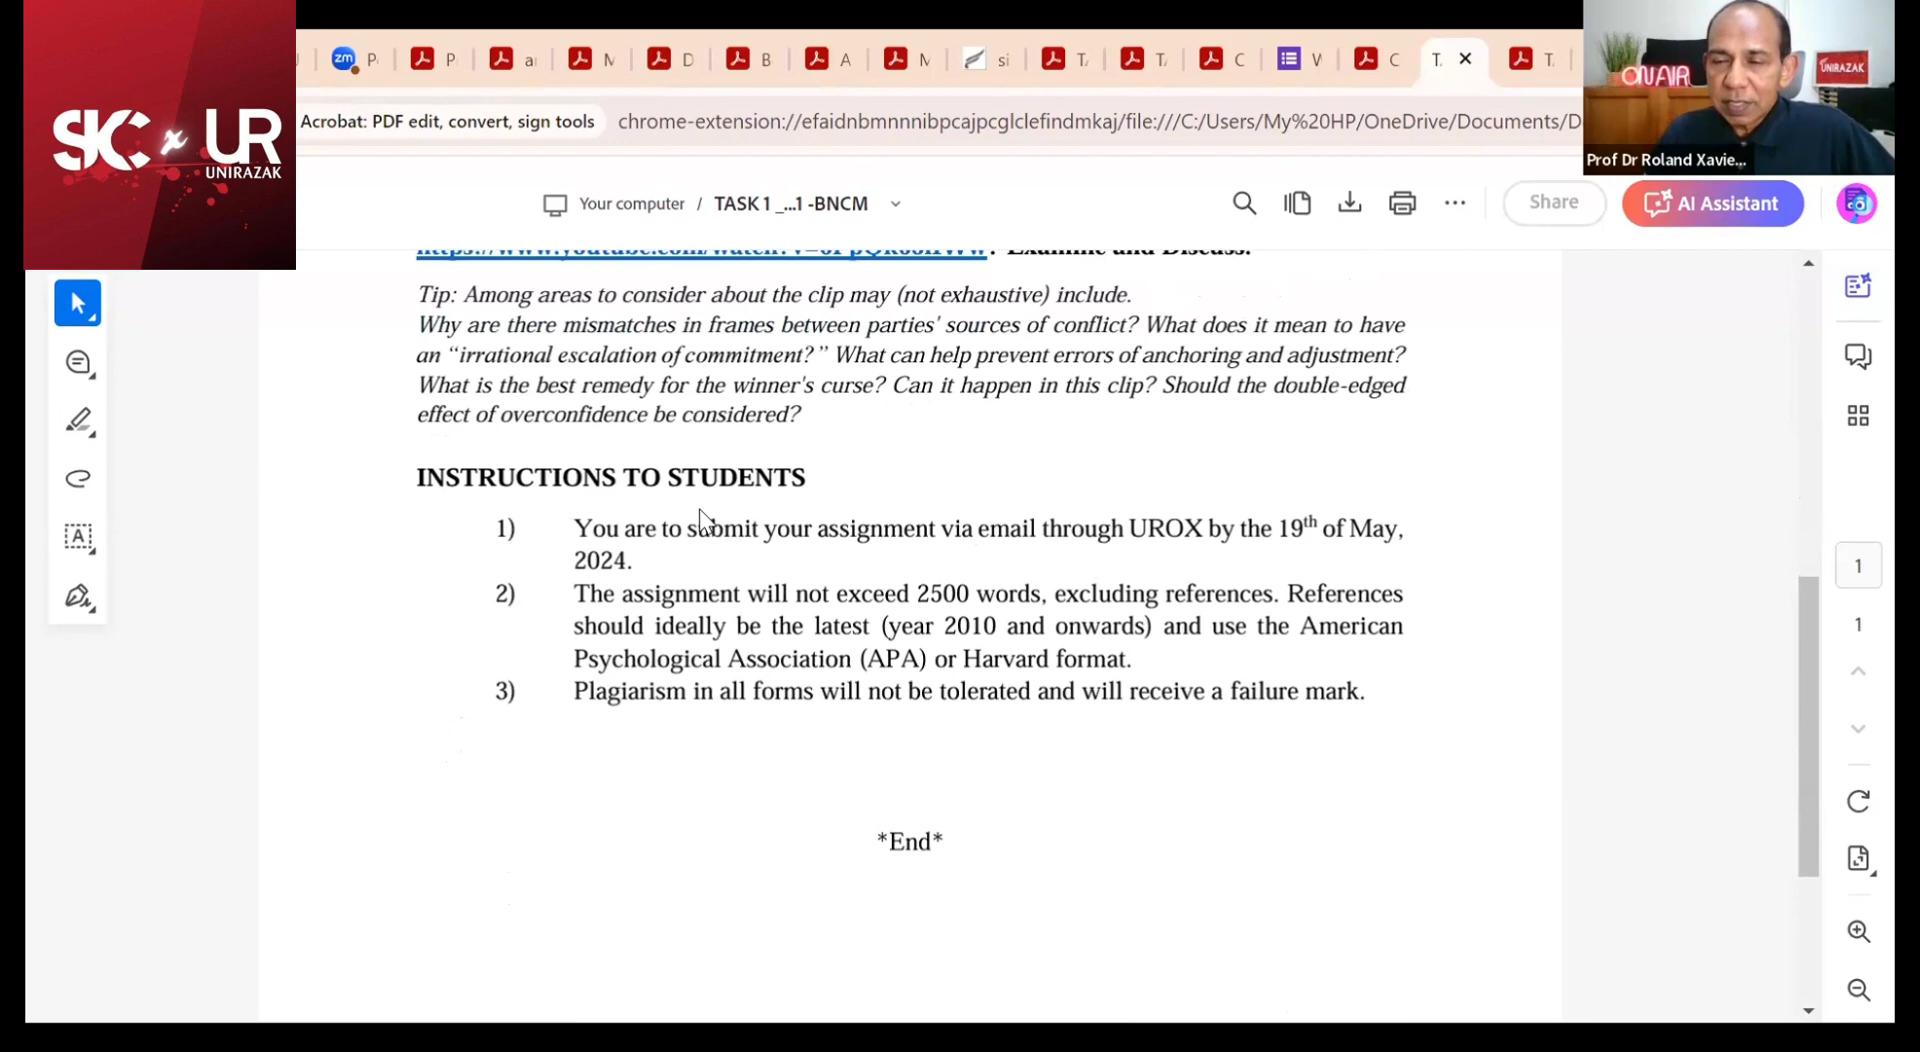 SIC x UR
UNIRAZAK
zm P
P
a
M
D
B
A
M
si
T
T
C
V
C
T.
T.
Acrobat: PDF edit, convert, sign tools
chrome-extension://efaidnbmnnnibpcajpcglclefindmkaj/file:///C:/Users/My%20HP/OneDrive/Documents/D
ON AIR
UNIRAZAK
Prof Dr Roland Xavie...
Your computer / TASK 1 _...1 -BNCM
Share
AI Assistant
Examine and Discuss.
Tip: Among areas to consider about the clip may (not exhaustive) include.
Why are there mismatches in frames between parties' sources of conflict? What does it mean to have
an “irrational escalation of commitment?” What can help prevent errors of anchoring and adjustment?
What is the best remedy for the winner's curse? Can it happen in this clip? Should the double-edged
effect of overconfidence be considered?
INSTRUCTIONS TO STUDENTS
1) You are to submit your assignment via email through UROX by the 19th of May,
2024.
2) The assignment will not exceed 2500 words, excluding references. References
should ideally be the latest (year 2010 and onwards) and use the American
Psychological Association (APA) or Harvard format.
3) Plagiarism in all forms will not be tolerated and will receive a failure mark.
*End*
1
1